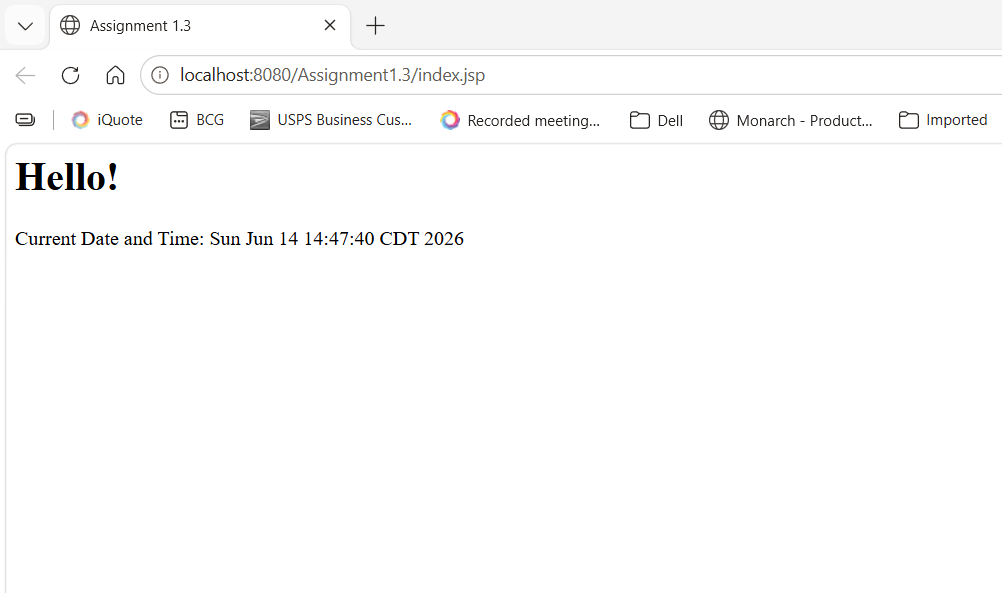 Assignment 1.3
localhost:8080/Assignment1.3/index.jsp
iQuote BCG USPS Business Cus... Recorded meeting... Dell Monarch - Product... Imported
Hello!
Current Date and Time: Sun Jun 14 14:47:40 CDT 2026